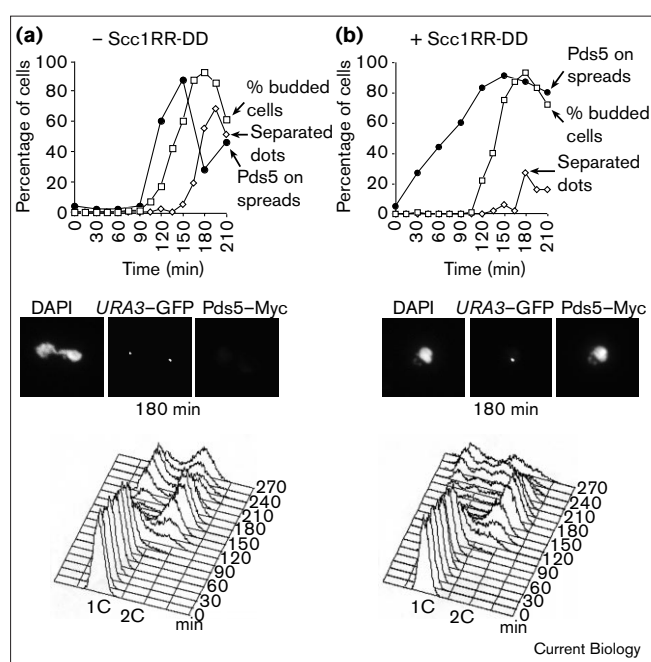 (a)
– Scc1RR-DD
Percentage of cells
100
80
60
40
20
0
0
30
60
90
120
150
180
210
Time (min)
% budded
cells
Separated
dots
Pds5 on
spreads
DAPI
URA3–GFP
Pds5–Myc
180 min
1C
2C
270
240
210
180
150
120
90
60
30
0
min
(b)
+ Scc1RR-DD
Percentage of cells
100
80
60
40
20
0
0
30
60
90
120
150
180
210
Time (min)
Pds5 on
spreads
% budded
cells
Separated
dots
DAPI
URA3–GFP
Pds5–Myc
180 min
1C
2C
270
240
210
180
150
120
90
60
30
0
min
Current Biology